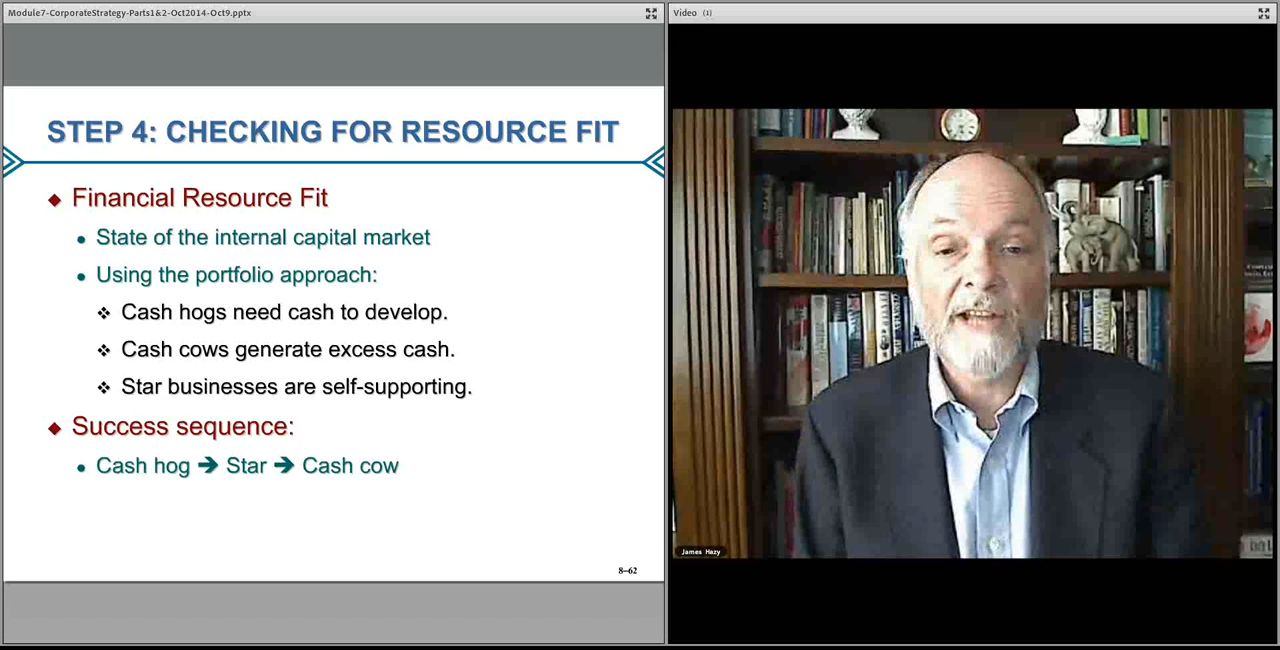 Module7-CorporateStrategy-Parts1&2-Oct2014-Oct9.pptx
Video (1)
STEP 4: CHECKING FOR RESOURCE FIT
Financial Resource Fit
State of the internal capital market
Using the portfolio approach:
Cash hogs need cash to develop.
Cash cows generate excess cash.
Star businesses are self-supporting.
Success sequence:
Cash hog → Star → Cash cow
8–62
James Hazy